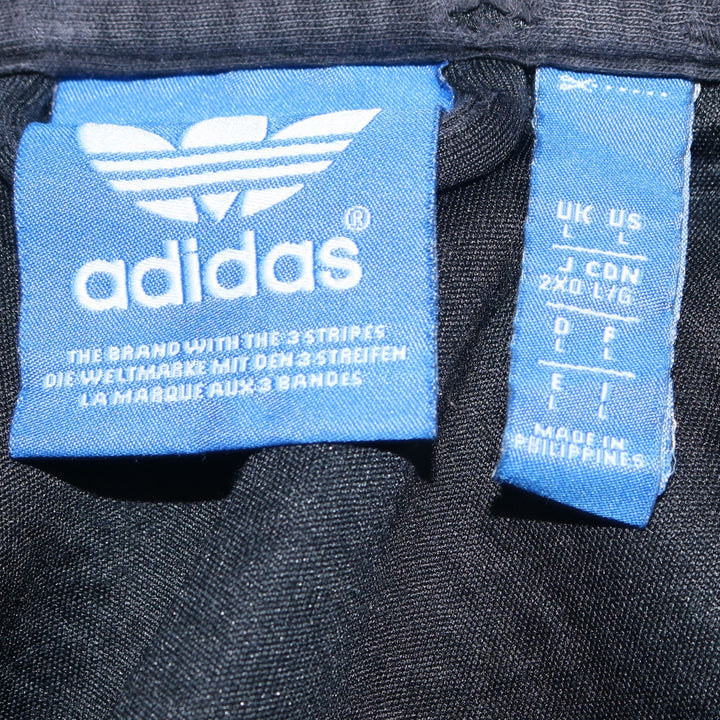 adidas®
THE BRAND WITH THE 3 STRIPES
DIE WELTMARKE MIT DEN 3 STREIFEN
LA MARQUE AUX 3 BANDES
UK US
L L
J CDN
2XO L/G
D F
L L
E I
L L
MADE IN
PHILIPPINES